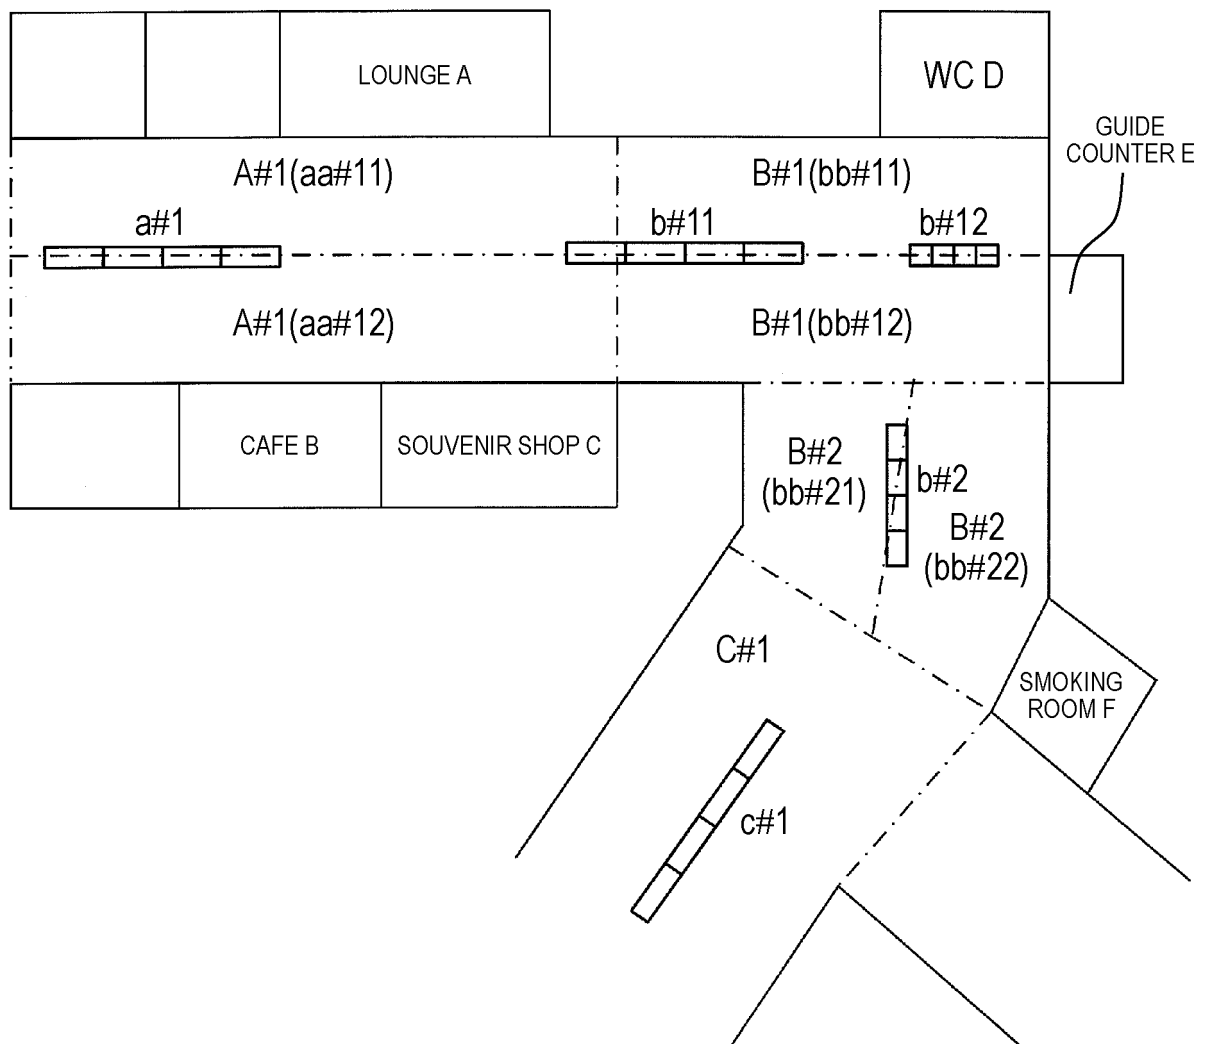 LOUNGE A
WC D
GUIDE
COUNTER E
A#1(aa#11)
B#1(bb#11)
a#1
b#11
b#12
A#1(aa#12)
B#1(bb#12)
CAFE B
SOUVENIR SHOP C
B#2
(bb#21)
b#2
B#2
(bb#22)
C#1
SMOKING
ROOM F
c#1